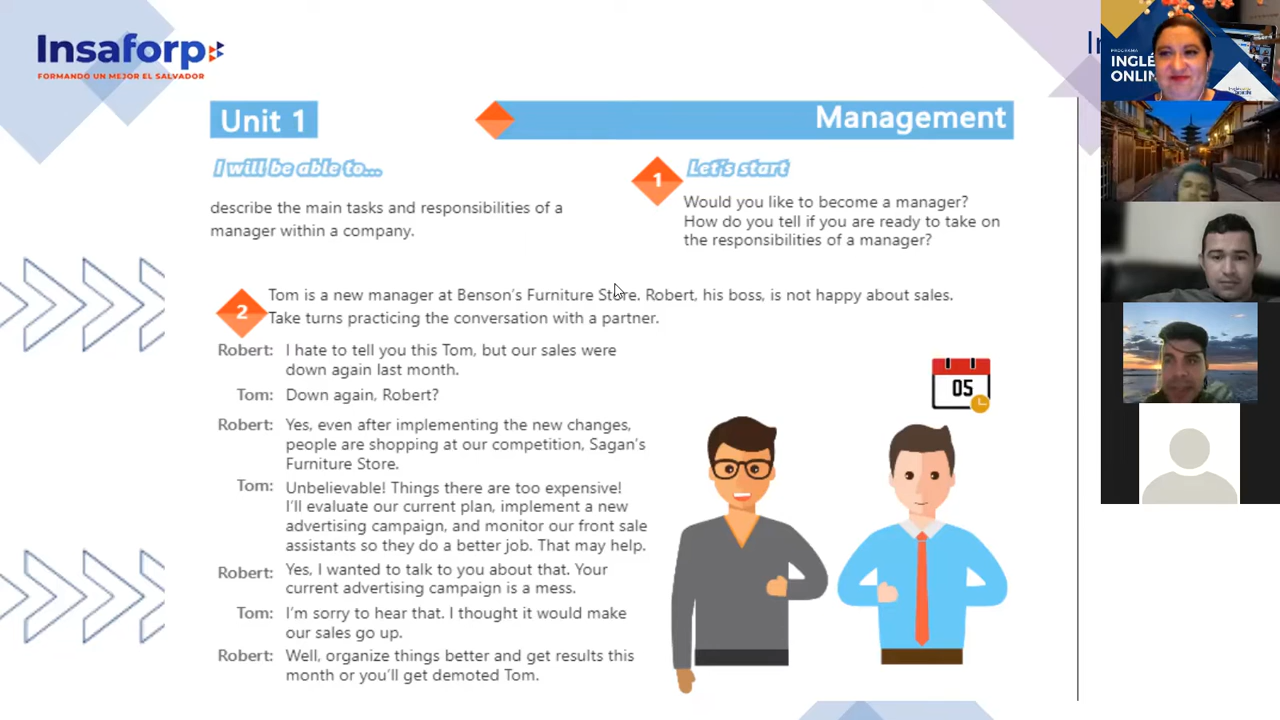 Insaforp
FORMANDO UN MEJOR EL SALVADOR
Unit 1
Management
I will be able to...
describe the main tasks and responsibilities of a
manager within a company.
1
Let's start
Would you like to become a manager?
How do you tell if you are ready to take on
the responsibilities of a manager?
2
Tom is a new manager at Benson's Furniture Store. Robert, his boss, is not happy about sales.
Take turns practicing the conversation with a partner.
Robert: I hate to tell you this Tom, but our sales were
down again last month.
Tom: Down again, Robert?
Robert: Yes, even after implementing the new changes,
people are shopping at our competition, Sagan's
Furniture Store.
Tom: Unbelievable! Things there are too expensive!
I'll evaluate our current plan, implement a new
advertising campaign, and monitor our front sale
assistants so they do a better job. That may help.
Robert: Yes, I wanted to talk to you about that. Your
current advertising campaign is a mess.
Tom: I'm sorry to hear that. I thought it would make
our sales go up.
Robert: Well, organize things better and get results this
month or you'll get demoted Tom.
05
PROGRAMA
INGLÉ
ONLIN